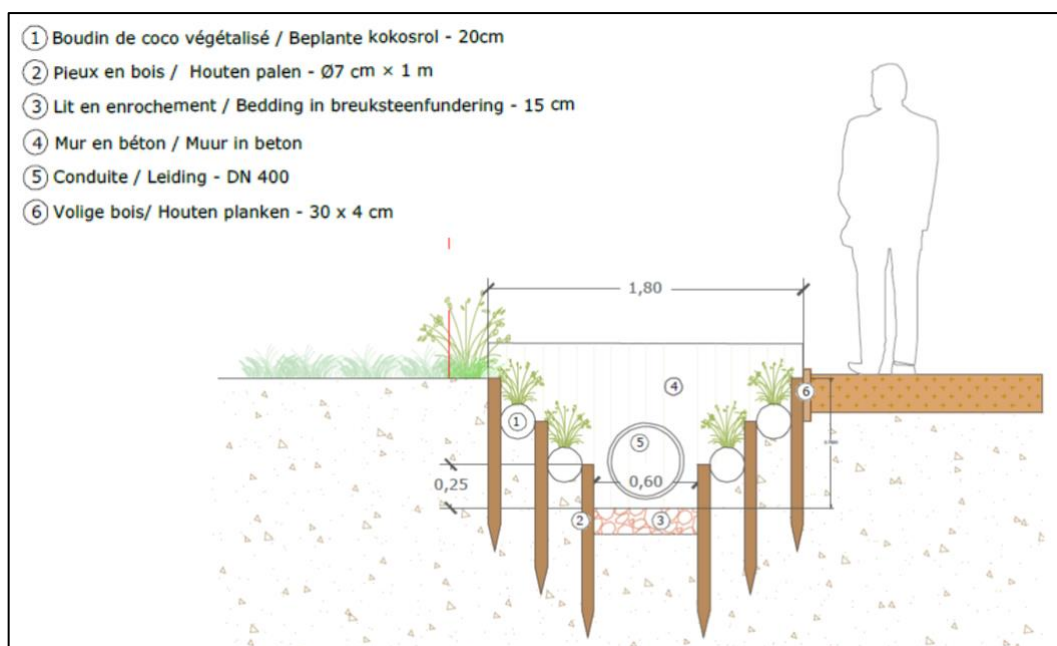 1 Boudin de coco végétalisé / Beplante kokosrol - 20cm
2 Pieux en bois / Houten palen - Ø7 cm × 1 m
3 Lit en enrochement / Bedding in breuksteenfundering - 15 cm
4 Mur en béton / Muur in beton
5 Conduite / Leiding - DN 400
6 Volige bois/ Houten planken - 30 x 4 cm
1,80
4
6
1
5
0,25
0,60
2
3